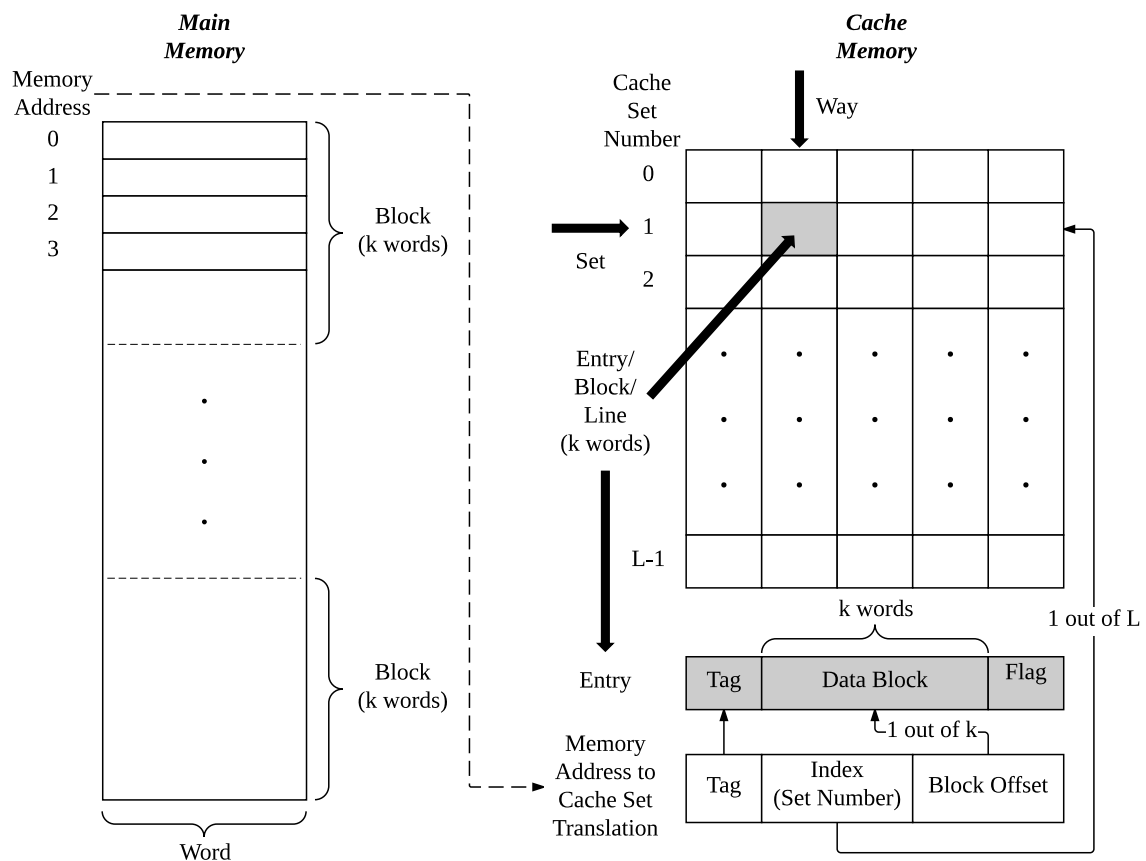 Main
Memory
Memory
Address
0
1
2
3
Block
(k words)
Block
(k words)
Word
Cache
Memory
Cache
Set
Number
Way
0
1
2
L-1
Set
Entry/
Block/
Line
(k words)
k words
1 out of L
Entry
Tag
Data Block
Flag
1 out of k
Memory
Address to
Cache Set
Translation
Tag
Index
(Set Number)
Block Offset